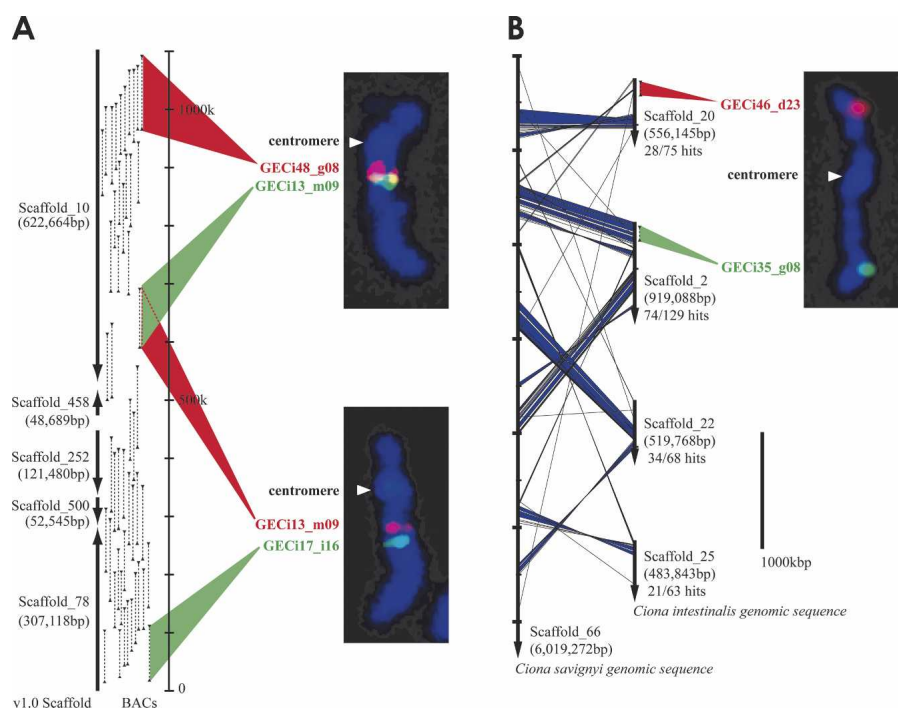 A
Scaffold_10
(622,664bp)
Scaffold_458
(48,689bp)
Scaffold_252
(121,480bp)
Scaffold_500
(52,545bp)
Scaffold_78
(307,118bp)
v1.0 Scaffold
BACs
1000k
500k
0
centromere
GECi48_g08
GECi13_m09
centromere
GECi13_m09
GECi17_i16
B
GECi46_d23
Scaffold_20
(556,145bp)
28/75 hits
centromere
GECi35_g08
Scaffold_2
(919,088bp)
74/129 hits
Scaffold_22
(519,768bp)
34/68 hits
Scaffold_25
(483,843bp)
21/63 hits
1000kbp
Ciona intestinalis genomic sequence
Scaffold_66
(6,019,272bp)
Ciona savignyi genomic sequence